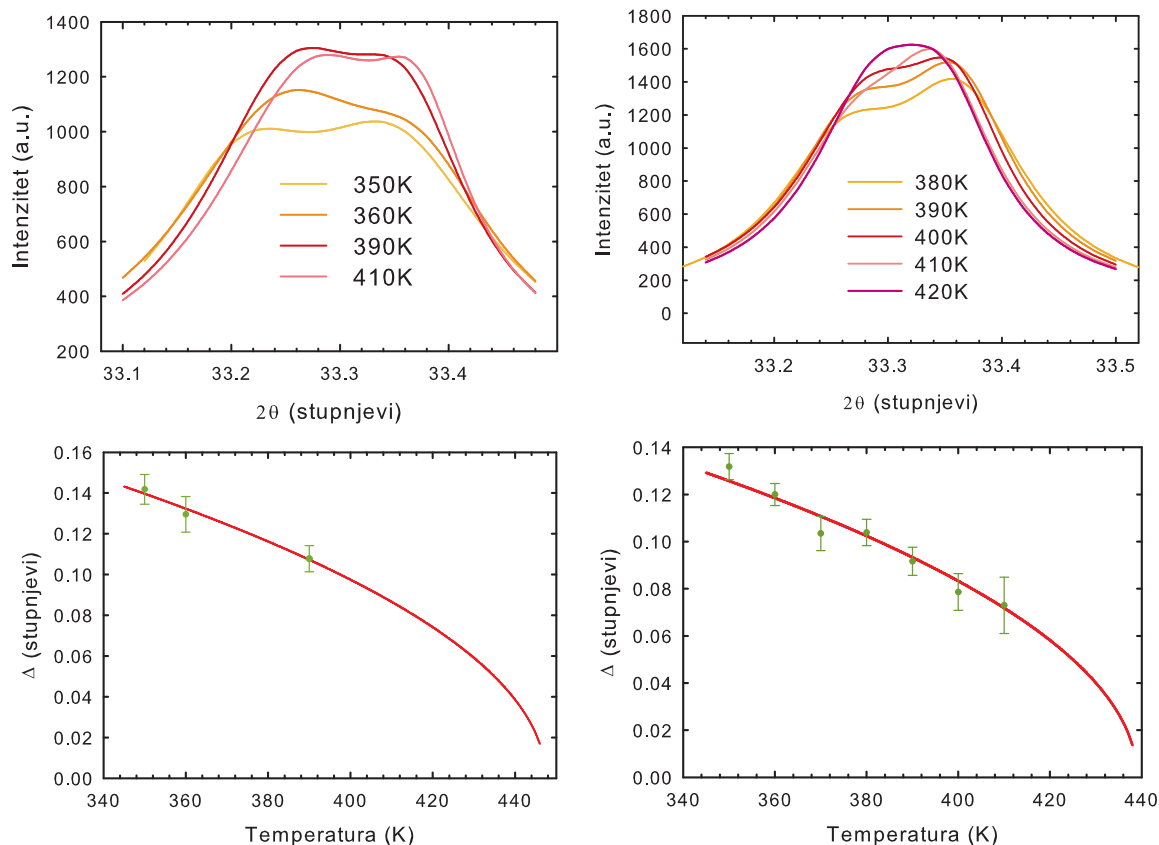 1400
1200
1000
800
600
400
200
Intenzitet (a.u.)
350K
360K
390K
410K
33.1 33.2 33.3 33.4
2θ (stupnjevi)
1800
1600
1400
1200
1000
800
600
400
200
0
Intenzitet (a.u.)
380K
390K
400K
410K
420K
33.2 33.3 33.4 33.5
2θ (stupnjevi)
0.16
0.14
0.12
0.10
0.08
0.06
0.04
0.02
0.00
Δ (stupnjevi)
340 360 380 400 420 440
Temperatura (K)
0.14
0.12
0.10
0.08
0.06
0.04
0.02
0.00
Δ (stupnjevi)
340 360 380 400 420 440
Temperatura (K)